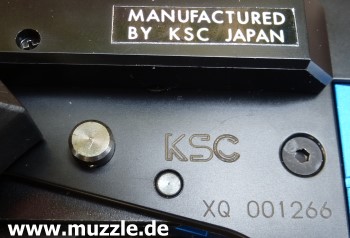 MANUFACTURED
BY KSC JAPAN
KSC
XQ 001266
www.muzzle.de